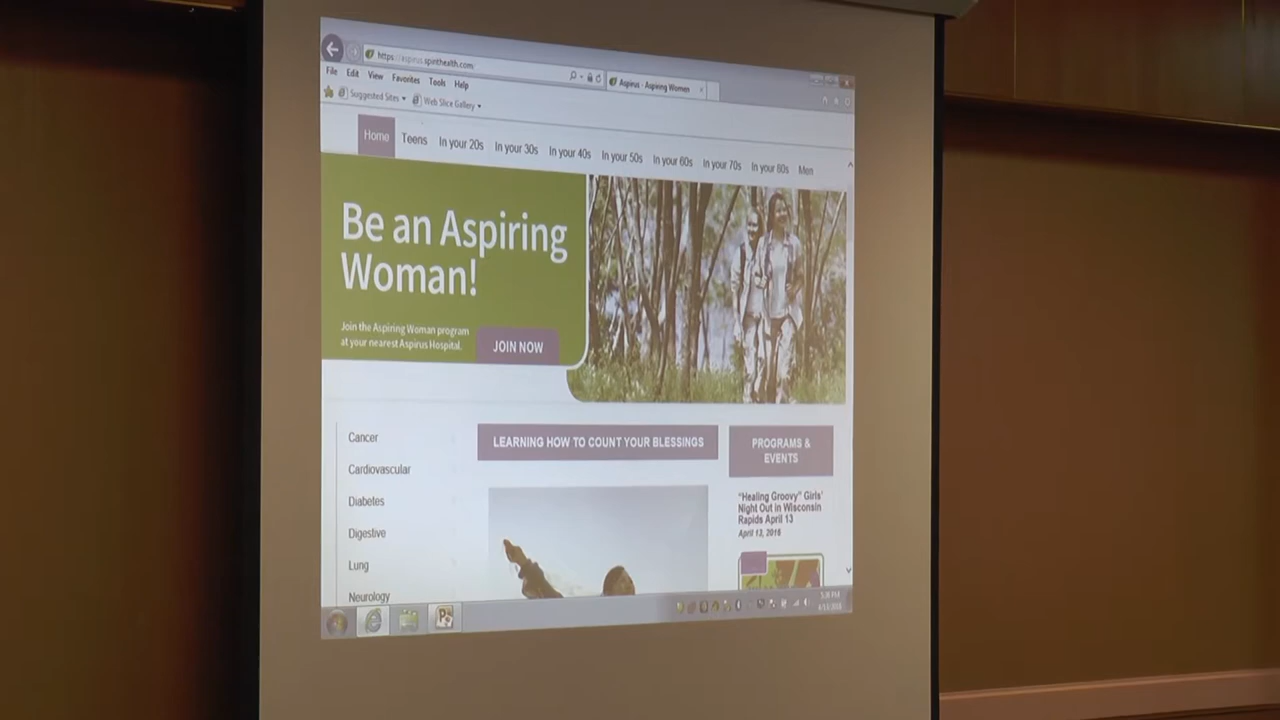 https://aspirus.spirithealth.com
Aspirus - Aspiring Women
File Edit View Favorites Tools Help
Suggested Sites Web Slice Gallery
Home Teens In your 20s In your 30s In your 40s In your 50s In your 60s In your 70s In your 80s Men
Be an Aspiring
Woman!
Join the Aspiring Woman program
at your nearest Aspirus Hospital.
JOIN NOW
Cancer
Cardiovascular
Diabetes
Digestive
Lung
Neurology
LEARNING HOW TO COUNT YOUR BLESSINGS
PROGRAMS &
EVENTS
"Healing Groovy" Girls'
Night Out in Wisconsin
Rapids April 13
April 13, 2016